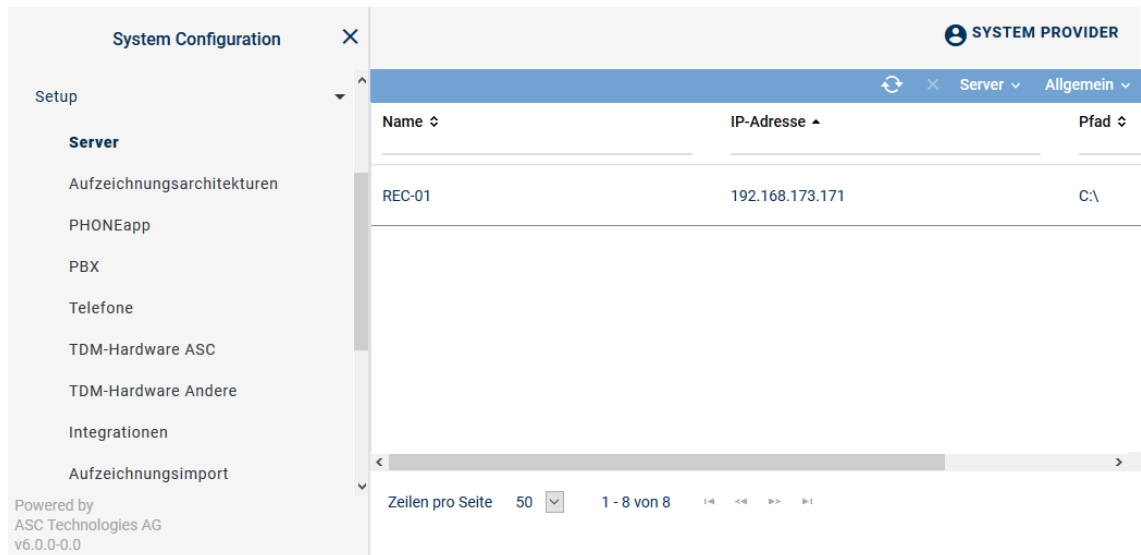 System Configuration
SYSTEM PROVIDER
Setup
Server
Aufzeichnungsarchitekturen
PHONEapp
PBX
Telefone
TDM-Hardware ASC
TDM-Hardware Andere
Integrationen
Aufzeichnungsimport
Powered by
ASC Technologies AG
v6.0.0-0.0
Server Allgemein
Name IP-Adresse Pfad
REC-01 192.168.173.171 C:\
Zeilen pro Seite 50 1 - 8 von 8